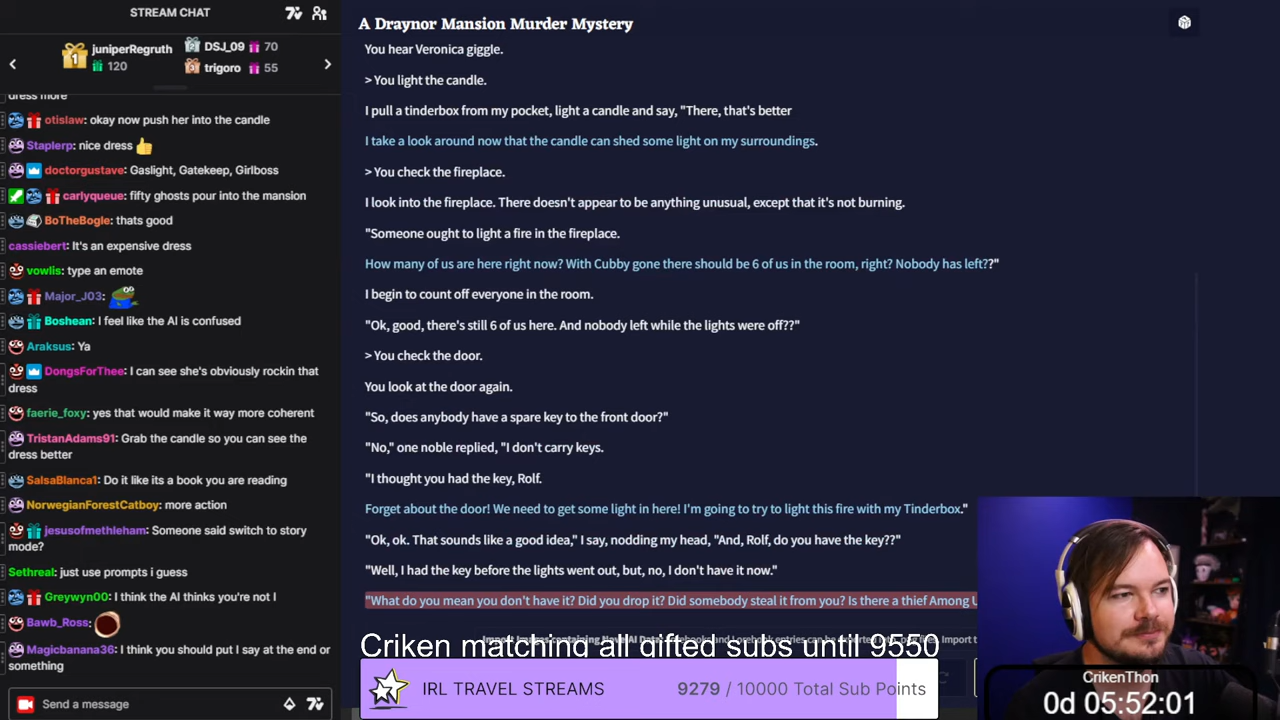 STREAM CHAT
juniperRegruth
120
DSJ_09 70
trigoro 55
dress more
otislaw: okay now push her into the candle
Staplerp: nice dress
doctorgustave: Gaslight, Gatekeep, Girlboss
carlyqueue: fifty ghosts pour into the mansion
BoTheBogle: thats good
cassiebert: It's an expensive dress
vowlis: type an emote
Major_J03:
Boshean: I feel like the AI is confused
Araksus: Ya
DongsForThee: I can see she's obviously rockin that
dress
faerie_foxy: yes that would make it way more coherent
TristanAdams91: Grab the candle so you can see the
dress better
SalsaBlanca1: Do it like its a book you are reading
NorwegianForestCatboy: more action
jesusofmethleham: Someone said switch to story
mode?
Sethreal: just use prompts i guess
Greywyn00: I think the AI thinks you're not I
Bawb_Ross:
Magicbanana36: I think you should put I say at the end or
something
Send a message
A Draynor Mansion Murder Mystery
You hear Veronica giggle.
> You light the candle.
I pull a tinderbox from my pocket, light a candle and say, "There, that's better
I take a look around now that the candle can shed some light on my surroundings.
> You check the fireplace.
I look into the fireplace. There doesn't appear to be anything unusual, except that it's not burning.
"Someone ought to light a fire in the fireplace.
How many of us are here right now? With Cubby gone there should be 6 of us in the room, right? Nobody has left??"
I begin to count off everyone in the room.
"Ok, good, there's still 6 of us here. And nobody left while the lights were off??"
> You check the door.
You look at the door again.
"So, does anybody have a spare key to the front door?"
"No," one noble replied, "I don't carry keys.
"I thought you had the key, Rolf.
Forget about the door! We need to get some light in here! I'm going to try to light this fire with my Tinderbox."
"Ok, ok. That sounds like a good idea," I say, nodding my head, "And, Rolf, do you have the key??"
"Well, I had the key before the lights went out, but, no, I don't have it now."
"What do you mean you don't have it? Did you drop it? Did somebody steal it from you? Is there a thief Among U
Criken matching all gifted subs until 9550
IRL TRAVEL STREAMS 9279 / 10000 Total Sub Points
CrikenThon
0d 05:52:01